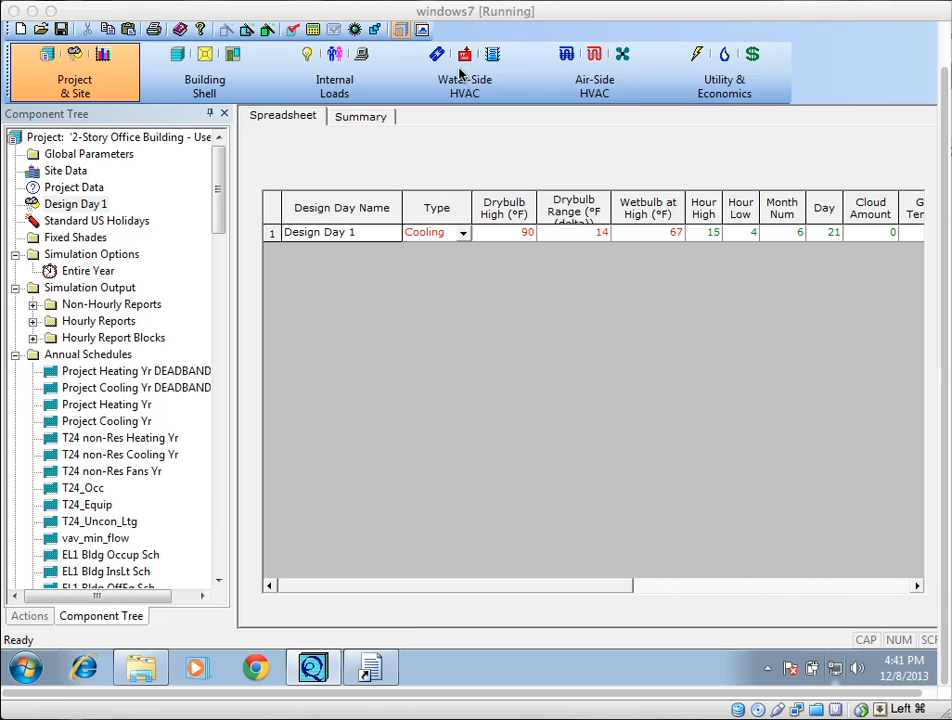 windows7 [Running]
Project & Site
Building Shell
Internal Loads
Water-Side HVAC
Air-Side HVAC
Utility & Economics
Component Tree
Spreadsheet
Summary
Project: '2-Story Office Building - Use
Global Parameters
Site Data
Project Data
Design Day 1
Standard US Holidays
Fixed Shades
Simulation Options
Entire Year
Simulation Output
Non-Hourly Reports
Hourly Reports
Hourly Report Blocks
Annual Schedules
Project Heating Yr DEADBAND
Project Cooling Yr DEADBAND
Project Heating Yr
Project Cooling Yr
T24 non-Res Heating Yr
T24 non-Res Cooling Yr
T24 non-Res Fans Yr
T24_Occ
T24_Equip
T24_Uncon_Ltg
vav_min_flow
EL1 Bldg Occup Sch
EL1 Bldg InsLt Sch
EL1 Bldg OffEq Sch
Design Day Name Type Drybulb High (°F) Drybulb Range (°F (delta)) Wetbulb at High (°F) Hour High Hour Low Month Num Day Cloud Amount G Tem
1 Design Day 1 Cooling 90 14 67 15 4 6 21 0
Actions
Component Tree
Ready
CAP NUM SCR
4:41 PM
12/8/2013
Left ⌘